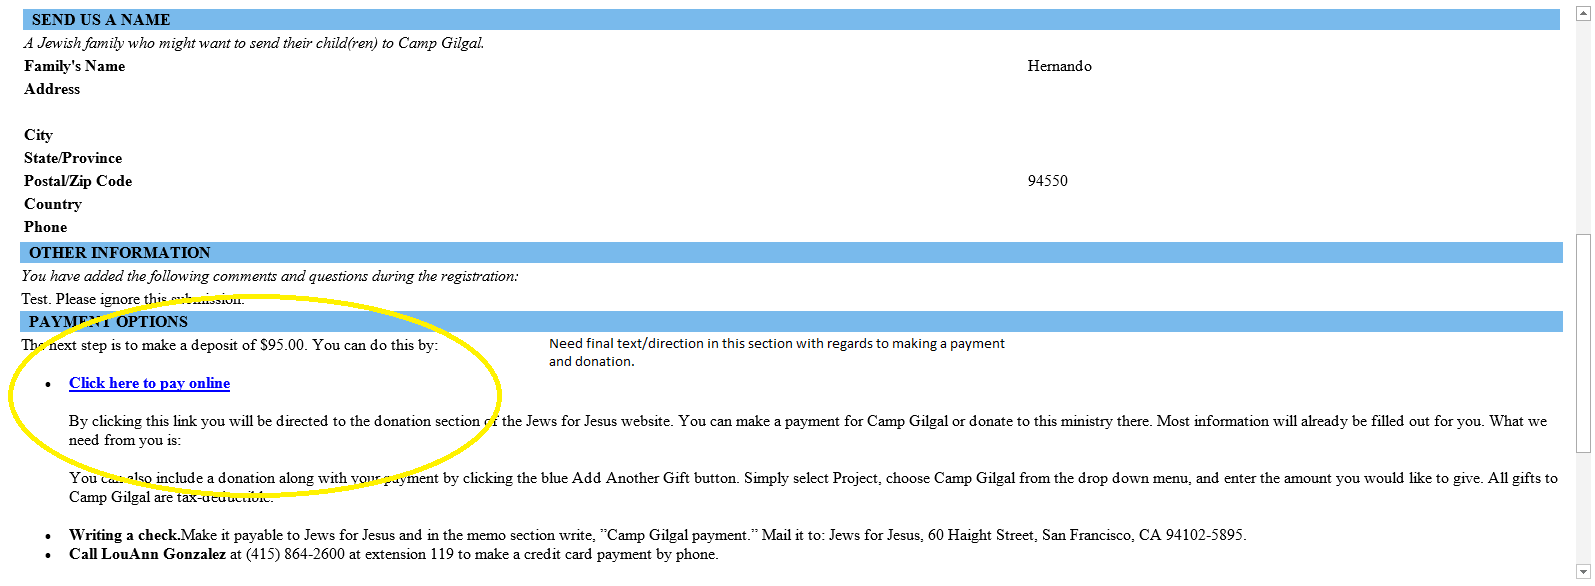 SEND US A NAME
A Jewish family who might want to send their child(ren) to Camp Gilgal.
Family's Name Hernando
Address
City
State/Province
Postal/Zip Code 94550
Country
Phone
OTHER INFORMATION
You have added the following comments and questions during the registration:
Test. Please ignore this submission.
PAYMENT OPTIONS
The next step is to make a deposit of $95.00. You can do this by:
Need final text/direction in this section with regards to making a payment
and donation.
• Click here to pay online
By clicking this link you will be directed to the donation section of the Jews for Jesus website. You can make a payment for Camp Gilgal or donate to this ministry there. Most information will already be filled out for you. What we
need from you is:
You can also include a donation along with your payment by clicking the blue Add Another Gift button. Simply select Project, choose Camp Gilgal from the drop down menu, and enter the amount you would like to give. All gifts to
Camp Gilgal are tax-deductible.
• Writing a check.Make it payable to Jews for Jesus and in the memo section write, ”Camp Gilgal payment.” Mail it to: Jews for Jesus, 60 Haight Street, San Francisco, CA 94102-5895.
• Call LouAnn Gonzalez at (415) 864-2600 at extension 119 to make a credit card payment by phone.